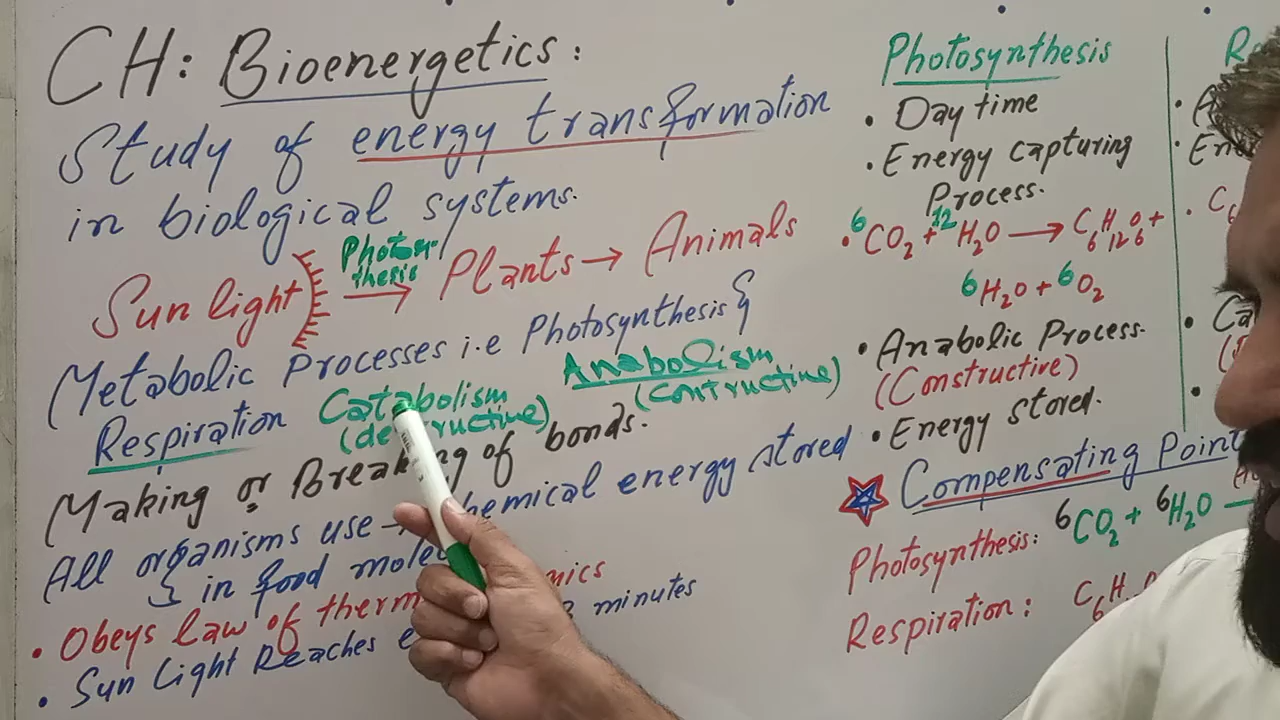 CH: Bioenergetics:
Study of energy transformation
in biological systems.
Sun light Photosynthesis → Plants → Animals
Metabolic Processes i.e Photosynthesis &
Respiration Catabolism Anabolism
(Contructive)
Making or Breaking of bonds.
All organisms use → chemical energy stored
in food
• Obeys law of
• Sun Light Reaches minutes
Photosynthesis
• Day time
• Energy capturing
Process.
• 6CO2 + 12H2O → C6H12O6 +
6H2O + 6O2
• Anabolic Process.
(Constructive)
• Energy stored.
Compensating Point
Photosynthesis: 6CO2 + 6H2O
Respiration: C6H